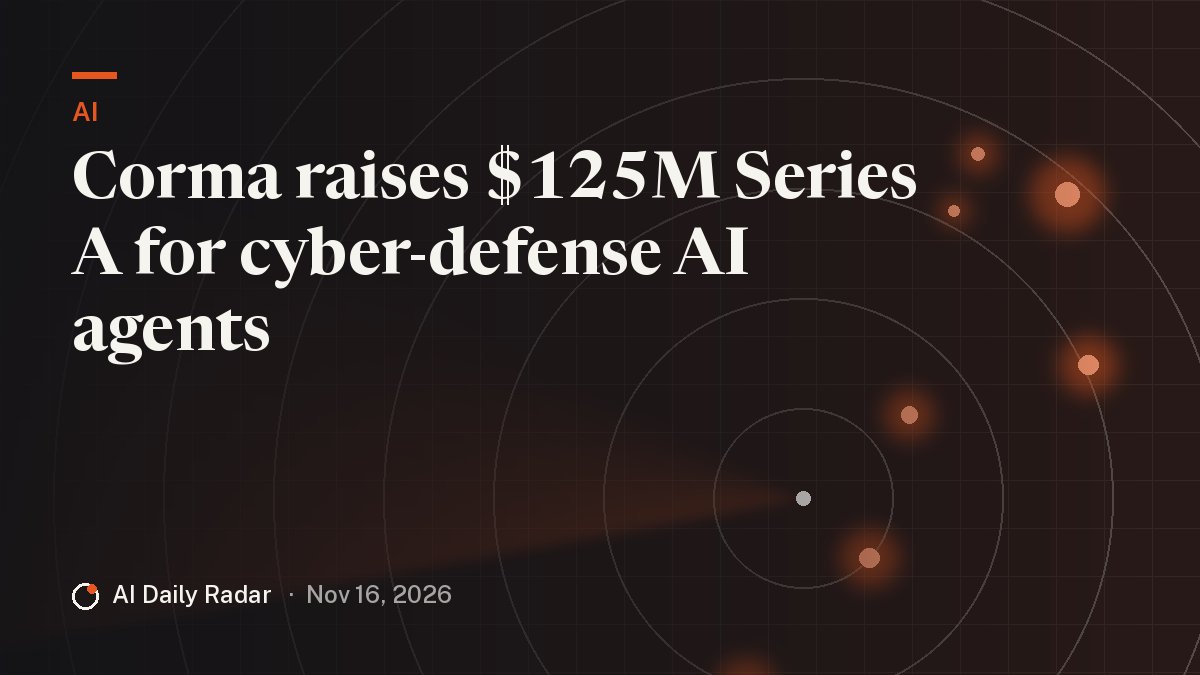 AI
Corma raises $125M Series
A for cyber-defense AI
agents
AI Daily Radar · Nov 16, 2026